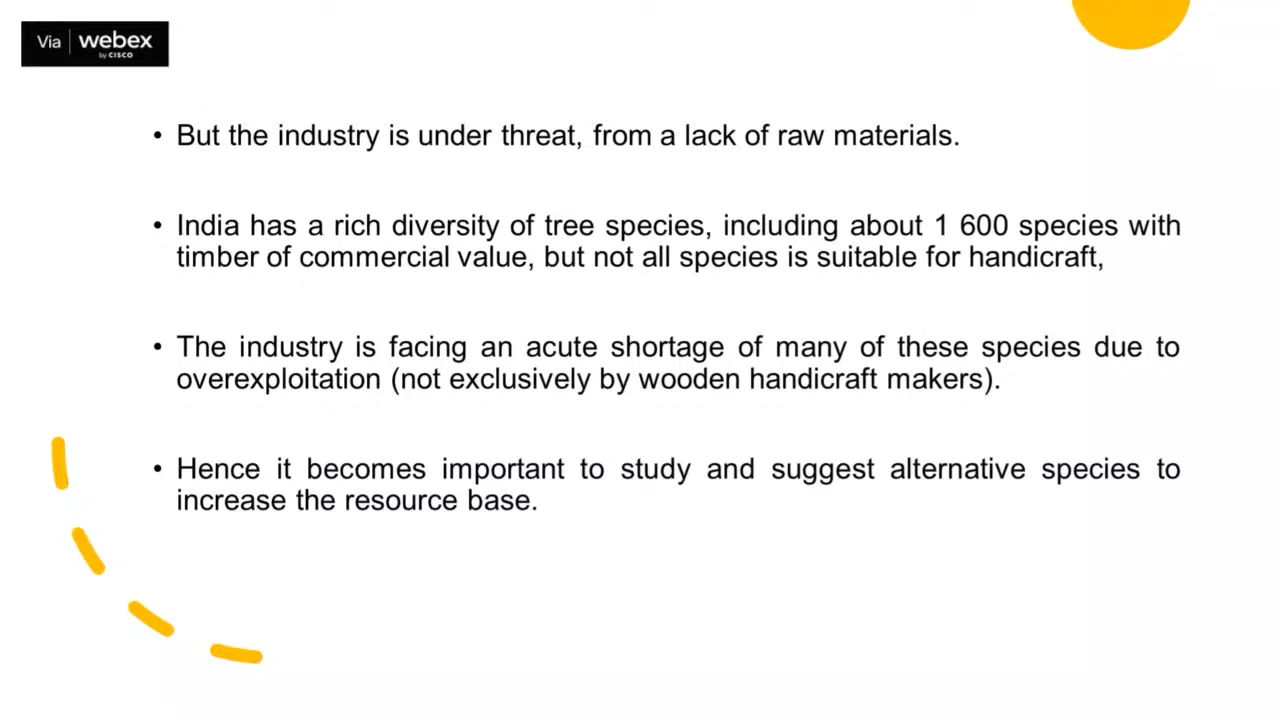 Via webex
by CISCO
• But the industry is under threat, from a lack of raw materials.
• India has a rich diversity of tree species, including about 1 600 species with
timber of commercial value, but not all species is suitable for handicraft,
• The industry is facing an acute shortage of many of these species due to
overexploitation (not exclusively by wooden handicraft makers).
• Hence it becomes important to study and suggest alternative species to
increase the resource base.